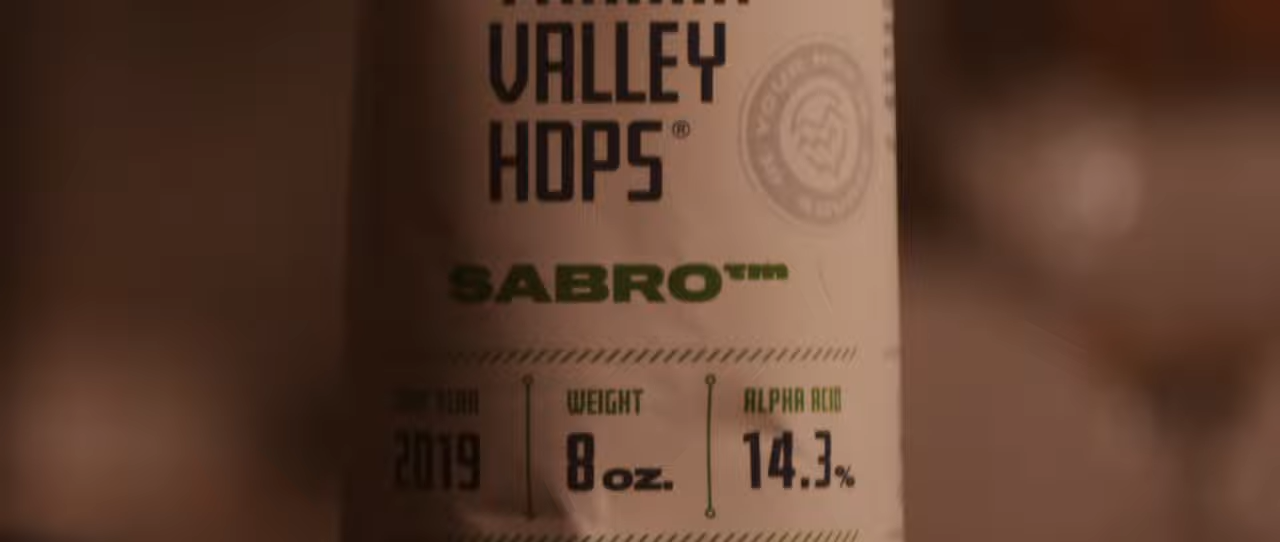 VALLEY
HOPS®
SABRO™
WEIGHT
ALPHA ACID
2019
8 oz.
14.3%